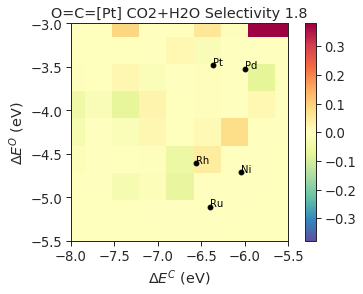 O=C=[Pt] CO2+H2O Selectivity 1.8
ΔE^O (eV)
−3.0
−3.5
−4.0
−4.5
−5.0
−5.5
Pt
Pd
Rh
Ni
Ru
−8.0 −7.5 −7.0 −6.5 −6.0 −5.5
ΔE^C (eV)
0.3
0.2
0.1
0.0
−0.1
−0.2
−0.3